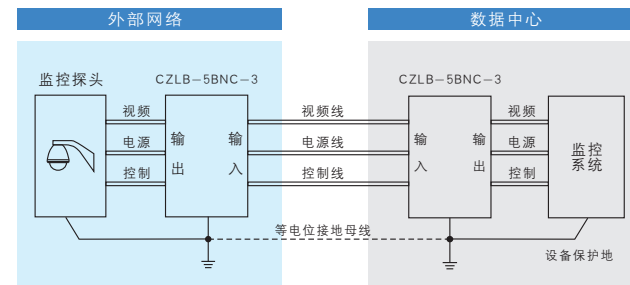 外部网络
数据中心
监控探头
CZLB—5BNC—3
CZLB—5BNC—3
视频
视频线
视频
电源
电源线
电源
控制
控制线
控制
输出
输入
输入
输出
监控
系统
等电位接地母线
设备保护地